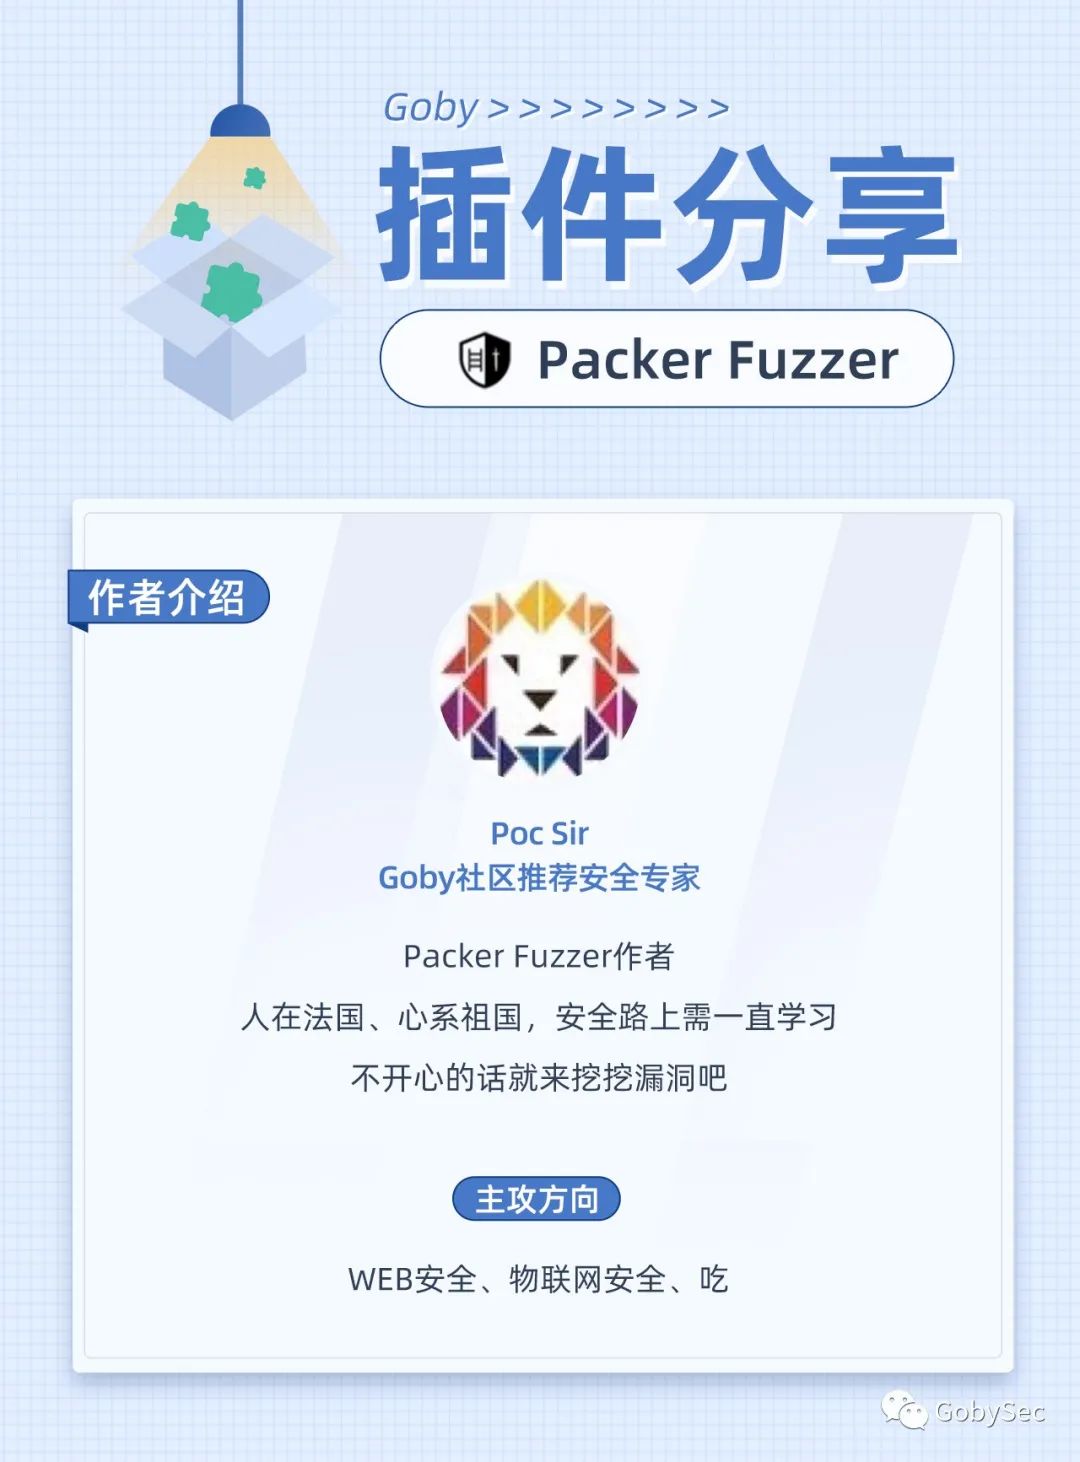 Goby>>>>>>>>
插件分享
Packer Fuzzer
作者介绍
Poc Sir
Goby社区推荐安全专家
Packer Fuzzer作者
人在法国、心系祖国，安全路上需一直学习
不开心的话就来挖挖漏洞吧
主攻方向
WEB安全、物联网安全、吃
GobySec